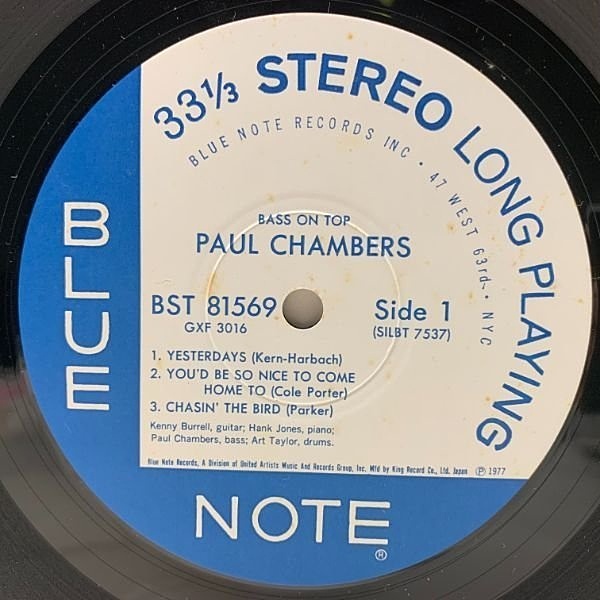 33⅓ STEREO LONG PLAYING
BLUE NOTE RECORDS INC • 47 WEST 63rd • NYC
BASS ON TOP
PAUL CHAMBERS
BST 81569
GXF 3016
Side 1
(SILBT 7537)
1. YESTERDAYS (Kern-Harbach)
2. YOU'D BE SO NICE TO COME
HOME TO (Cole Porter)
3. CHASIN' THE BIRD (Parker)
Kenny Burrell, guitar; Hank Jones, piano;
Paul Chambers, bass; Art Taylor, drums.
Blue Note Records, A Division of United Artists Music And Records Group, Inc. Mfd by King Record Co., Ltd. Japan ℗ 1977
BLUE
NOTE ®